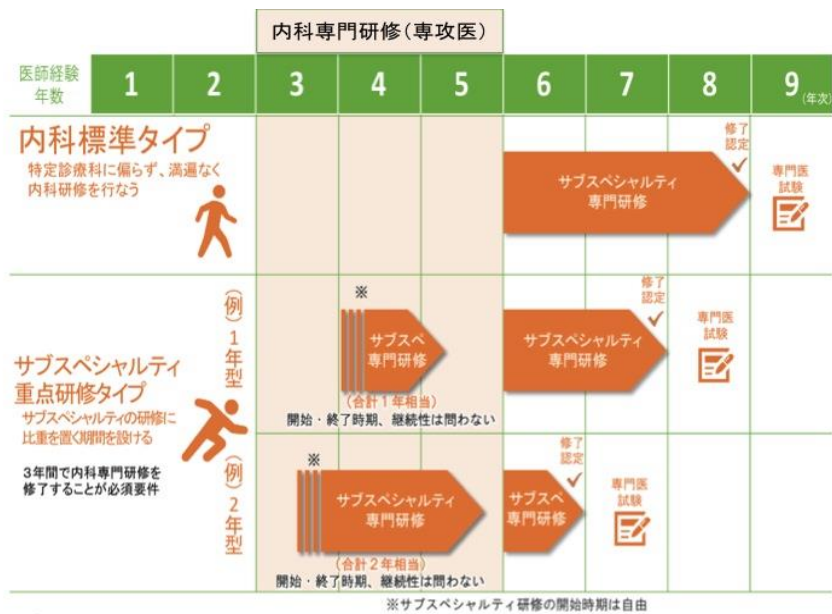 内科専門研修(専攻医)
医師経験
年数
1 2 3 4 5 6 7 8 9(年次)
内科標準タイプ
特定診療科に偏らず、満遍なく
内科研修を行なう
サブスペシャルティ
専門研修
修了
認定
専門医
試験
サブスペシャルティ
重点研修タイプ
サブスペシャルティの研修に
比重を置く期間を設ける
3年間で内科専門研修を
修了することが必須要件
(例)1年型
※
サブスペ
専門研修
(合計1年相当)
開始・終了時期、継続性は問わない
サブスペシャルティ
専門研修
修了
認定
専門医
試験
(例)2年型
※
サブスペシャルティ
専門研修
(合計2年相当)
開始・終了時期、継続性は問わない
サブスペ
専門研修
修了
認定
専門医
試験
※サブスペシャルティ研修の開始時期は自由